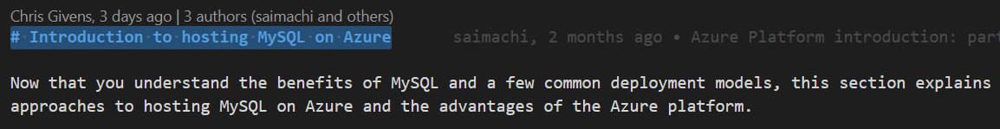 Chris Givens, 3 days ago | 3 authors (saimachi and others)
# Introduction to hosting MySQL on Azure saimachi, 2 months ago • Azure Platform introduction:
Now that you understand the benefits of MySQL and a few common deployment models, this section explains
approaches to hosting MySQL on Azure and the advantages of the Azure platform.